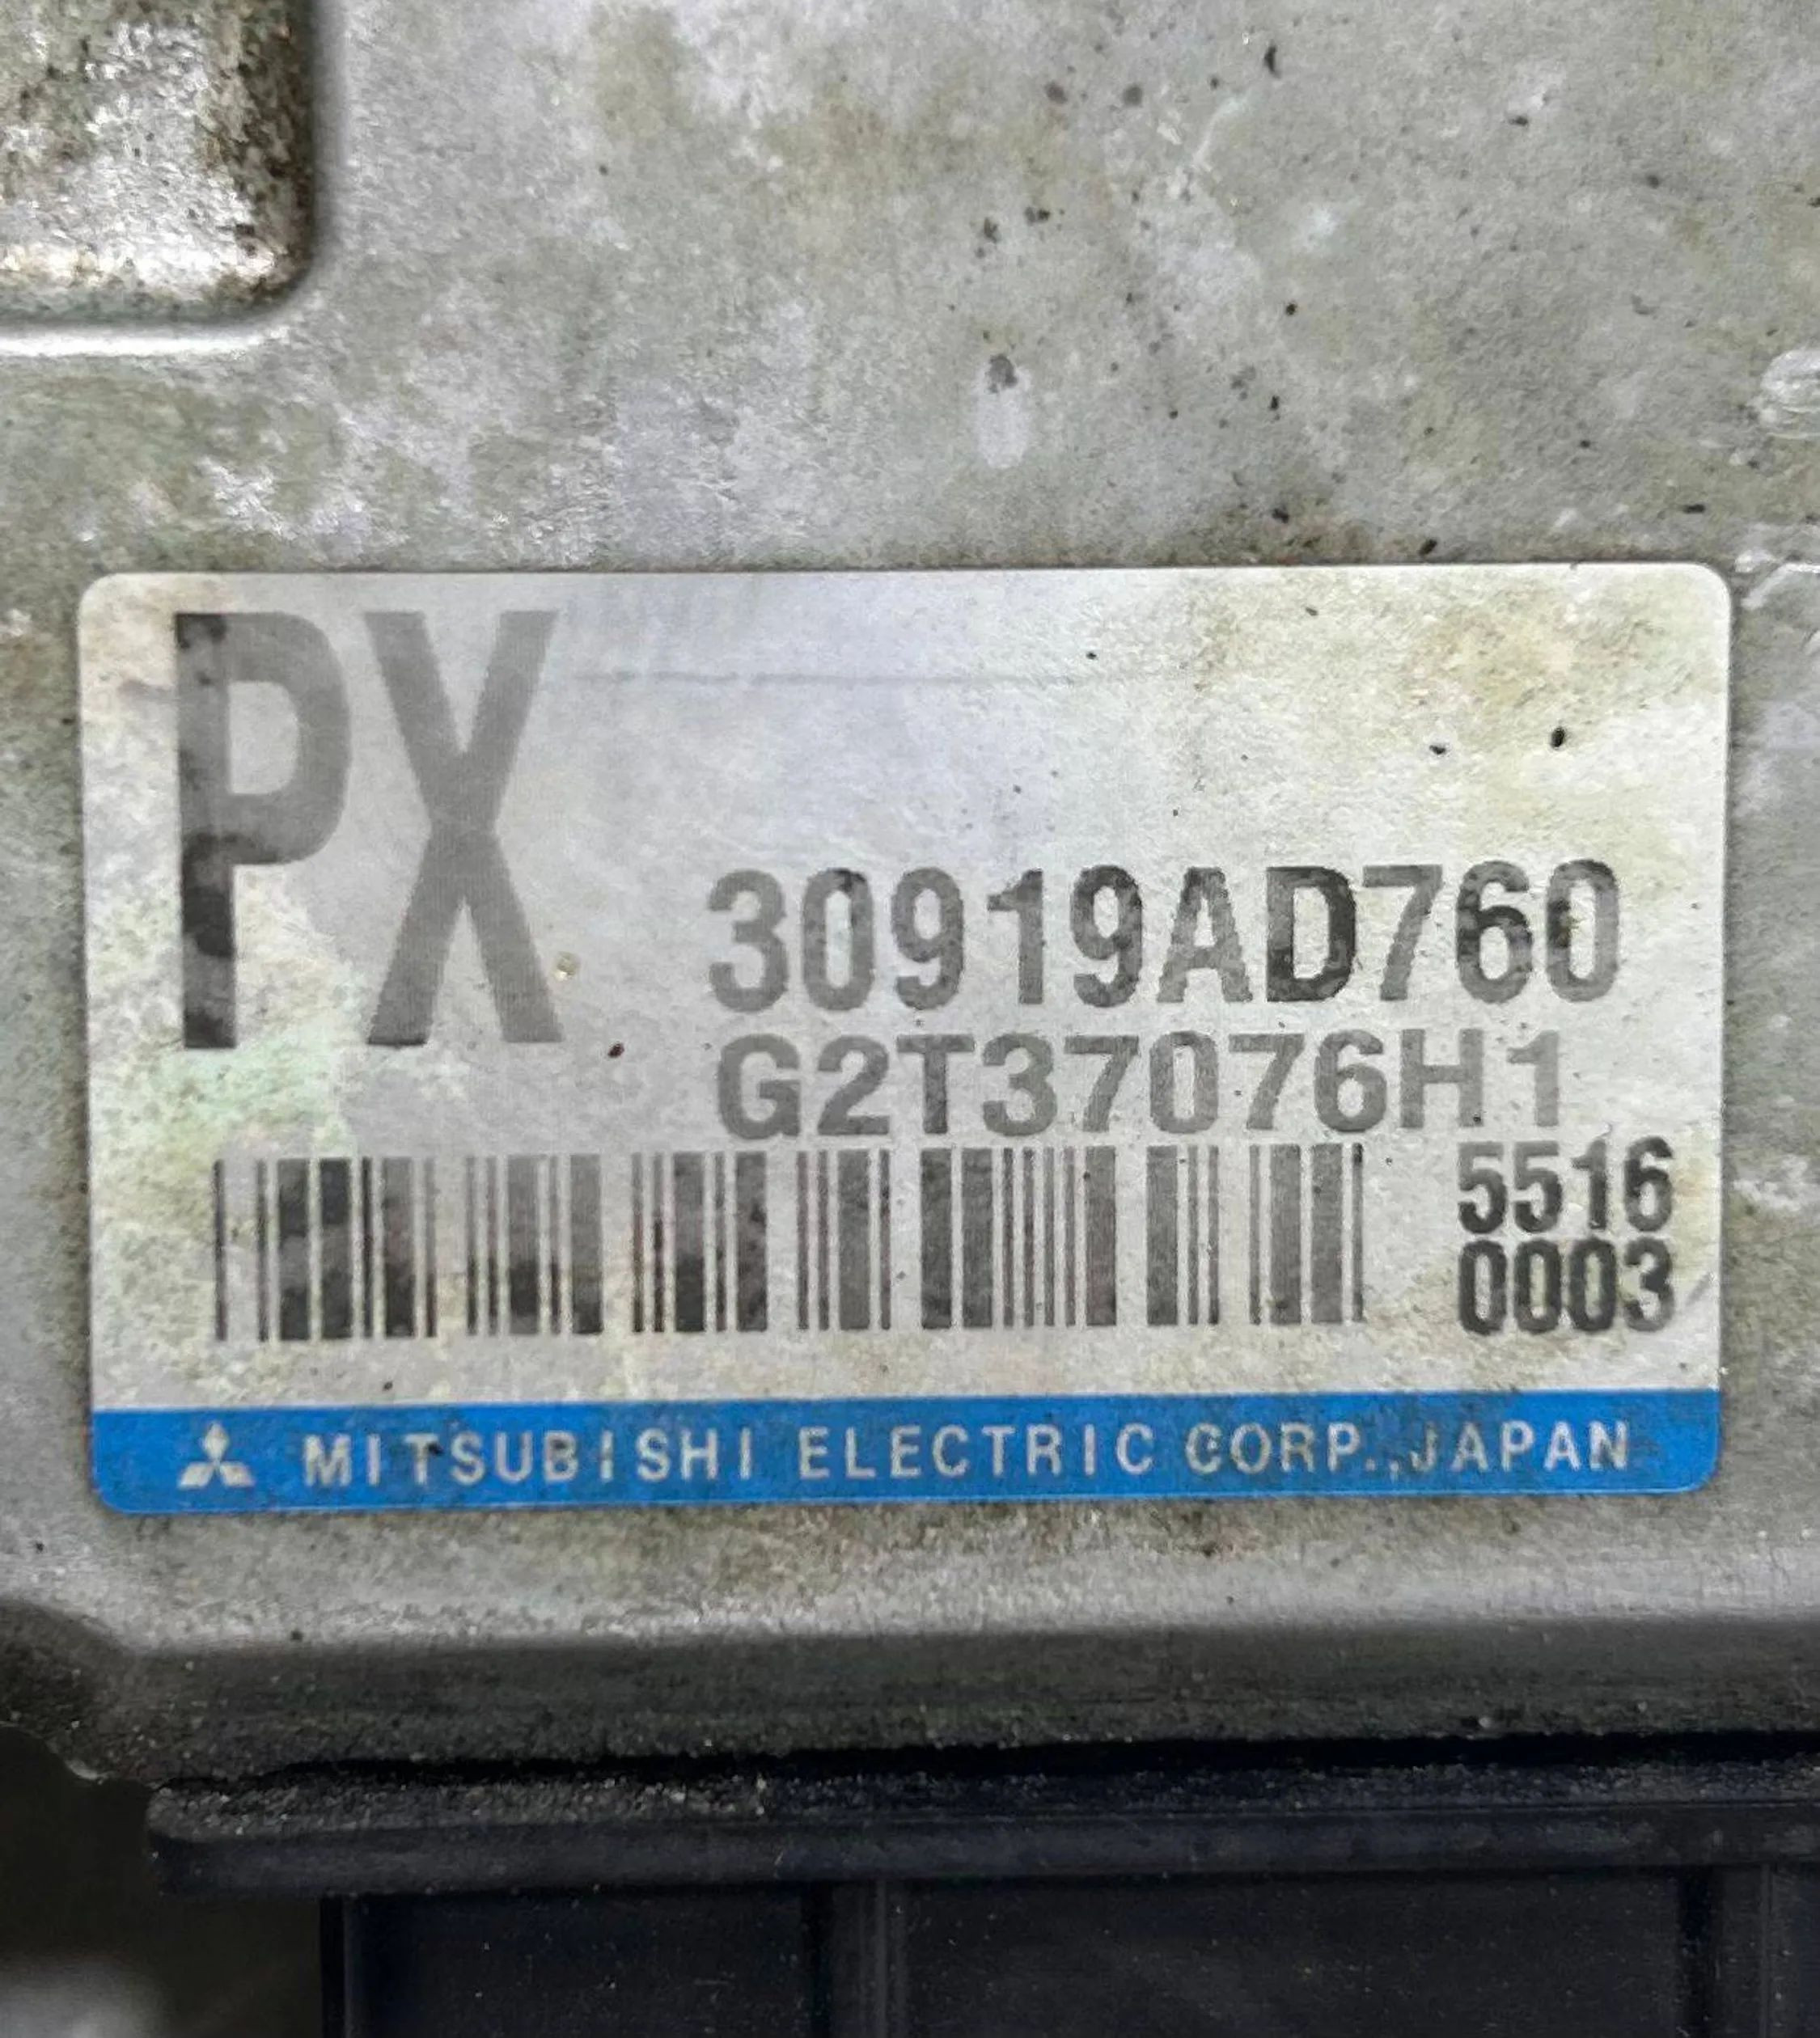 PX
30919AD760
G2T37076H1
5516
0003
MITSUBISHI ELECTRIC CORP.,JAPAN